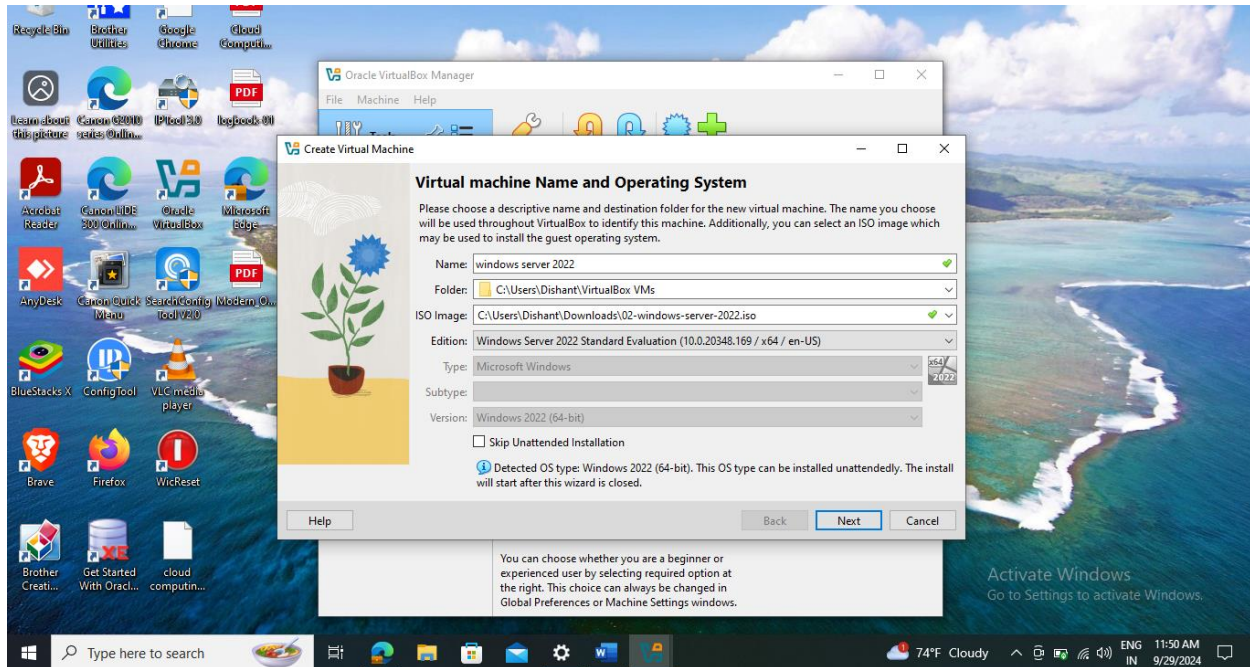 Recycle Bin
Brother
Utilities
Google
Chrome
Cloud
Computi...
Learn about
this picture
Canon G2010
series Onlin...
IPtool 3.0
PDF
logbook 01
Acrobat
Reader
Canon LiDE
300 Onlin...
Oracle
VirtualBox
Microsoft
Edge
AnyDesk
Canon Quick
Menu
SearchConfig
Tool V2.0
PDF
Modern_O...
BlueStacks X
IP
ConfigTool
VLC media
player
Brave
Firefox
WicReset
Brother
Creati...
XE
Get Started
With Oracl...
cloud
computin...
Oracle VirtualBox Manager
File Machine Help
Tools
Create Virtual Machine
Virtual machine Name and Operating System
Please choose a descriptive name and destination folder for the new virtual machine. The name you choose
will be used throughout VirtualBox to identify this machine. Additionally, you can select an ISO image which
may be used to install the guest operating system.
Name: windows server 2022
Folder: C:\Users\Dishant\VirtualBox VMs
ISO Image: C:\Users\Dishant\Downloads\02-windows-server-2022.iso
Edition: Windows Server 2022 Standard Evaluation (10.0.20348.169 / x64 / en-US)
Type: Microsoft Windows
x64
2022
Subtype:
Version: Windows 2022 (64-bit)
Skip Unattended Installation
Detected OS type: Windows 2022 (64-bit). This OS type can be installed unattendedly. The install
will start after this wizard is closed.
Help Back Next Cancel
You can choose whether you are a beginner or
experienced user by selecting required option at
the right. This choice can always be changed in
Global Preferences or Machine Settings windows.
Activate Windows
Go to Settings to activate Windows.
Type here to search
74°F Cloudy
ENG
IN
11:50 AM
9/29/2024